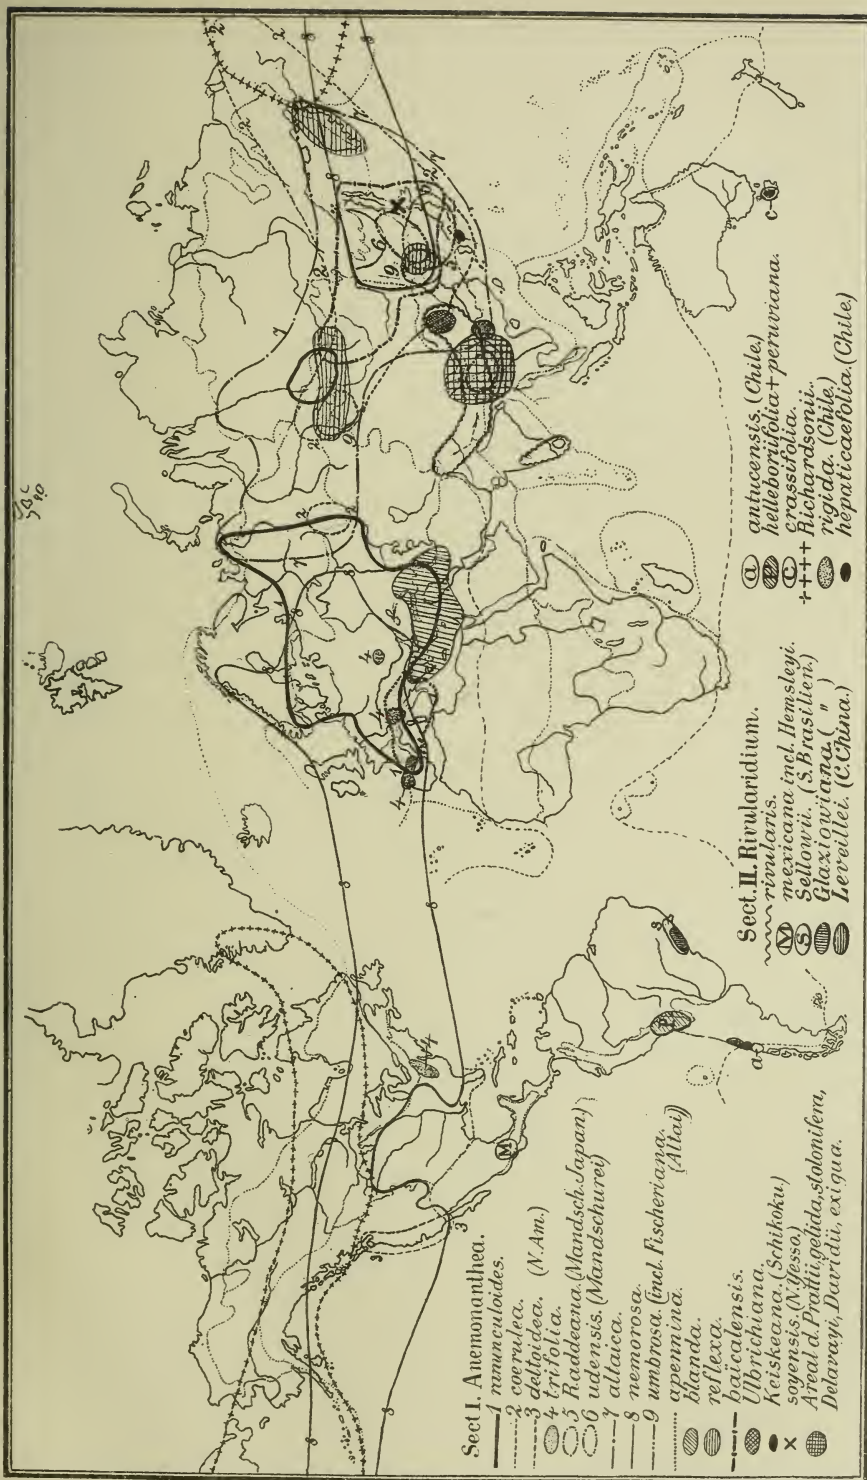 Sect I. Anemonanthea.
1 ranunculoides.
2 coerulea.
3 deltoidea. (N.Am.)
4 trifolia.
5 Raddeana. (Mandsch. Japan)
6 udensis. (Mandschurei)
7 altaica.
8 nemorosa.
9 umbrosa. (incl. Fischeriana.
(Altai))
apennina.
blanda.
reflexa.
baïcalensis.
Ulbrichiana.
Keiskeana. (Schikoku.)
x soyensis. (N.Yesso.)
Areal d. Prattii, gelida, stolonifera,
Delavayi, Davidii, exigua.
Sect. II. Rivularidium.
rivularis.
M mexicana incl. Hemsleyi.
S Sellowii. (S.Brasilien.)
Glaziowiana. ( " )
Leveillei. (C.China.)
a antucensis. (Chile.)
helleborifolia + peruviana.
C crassifolia.
++++ Richardsonii.
rigida. (Chile)
hepaticaefolia. (Chile)